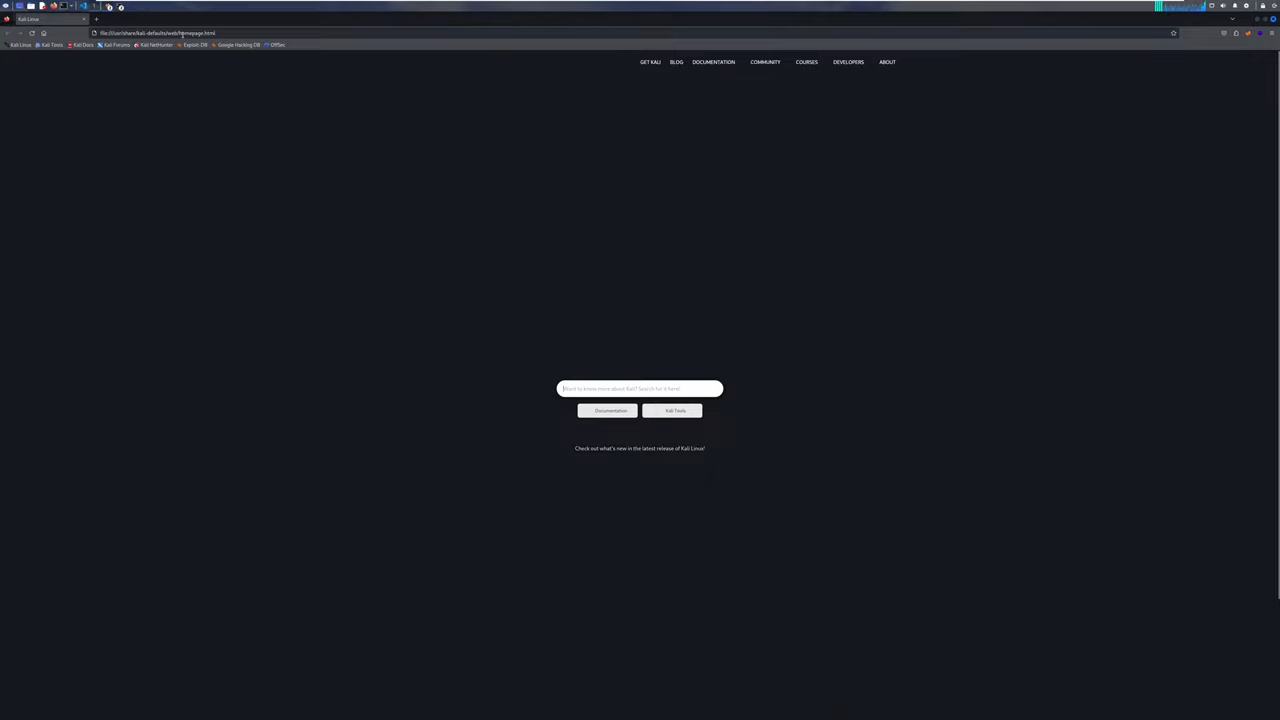 Kali Linux
file:///usr/share/kali-defaults/web/homepage.html
Kali Linux Kali Tools Kali Docs Kali Forums Kali NetHunter Exploit-DB Google Hacking DB OffSec
GET KALI BLOG DOCUMENTATION COMMUNITY COURSES DEVELOPERS ABOUT
Want to know more about Kali? Search for it here!
Documentation Kali Tools
Check out what's new in the latest release of Kali Linux!